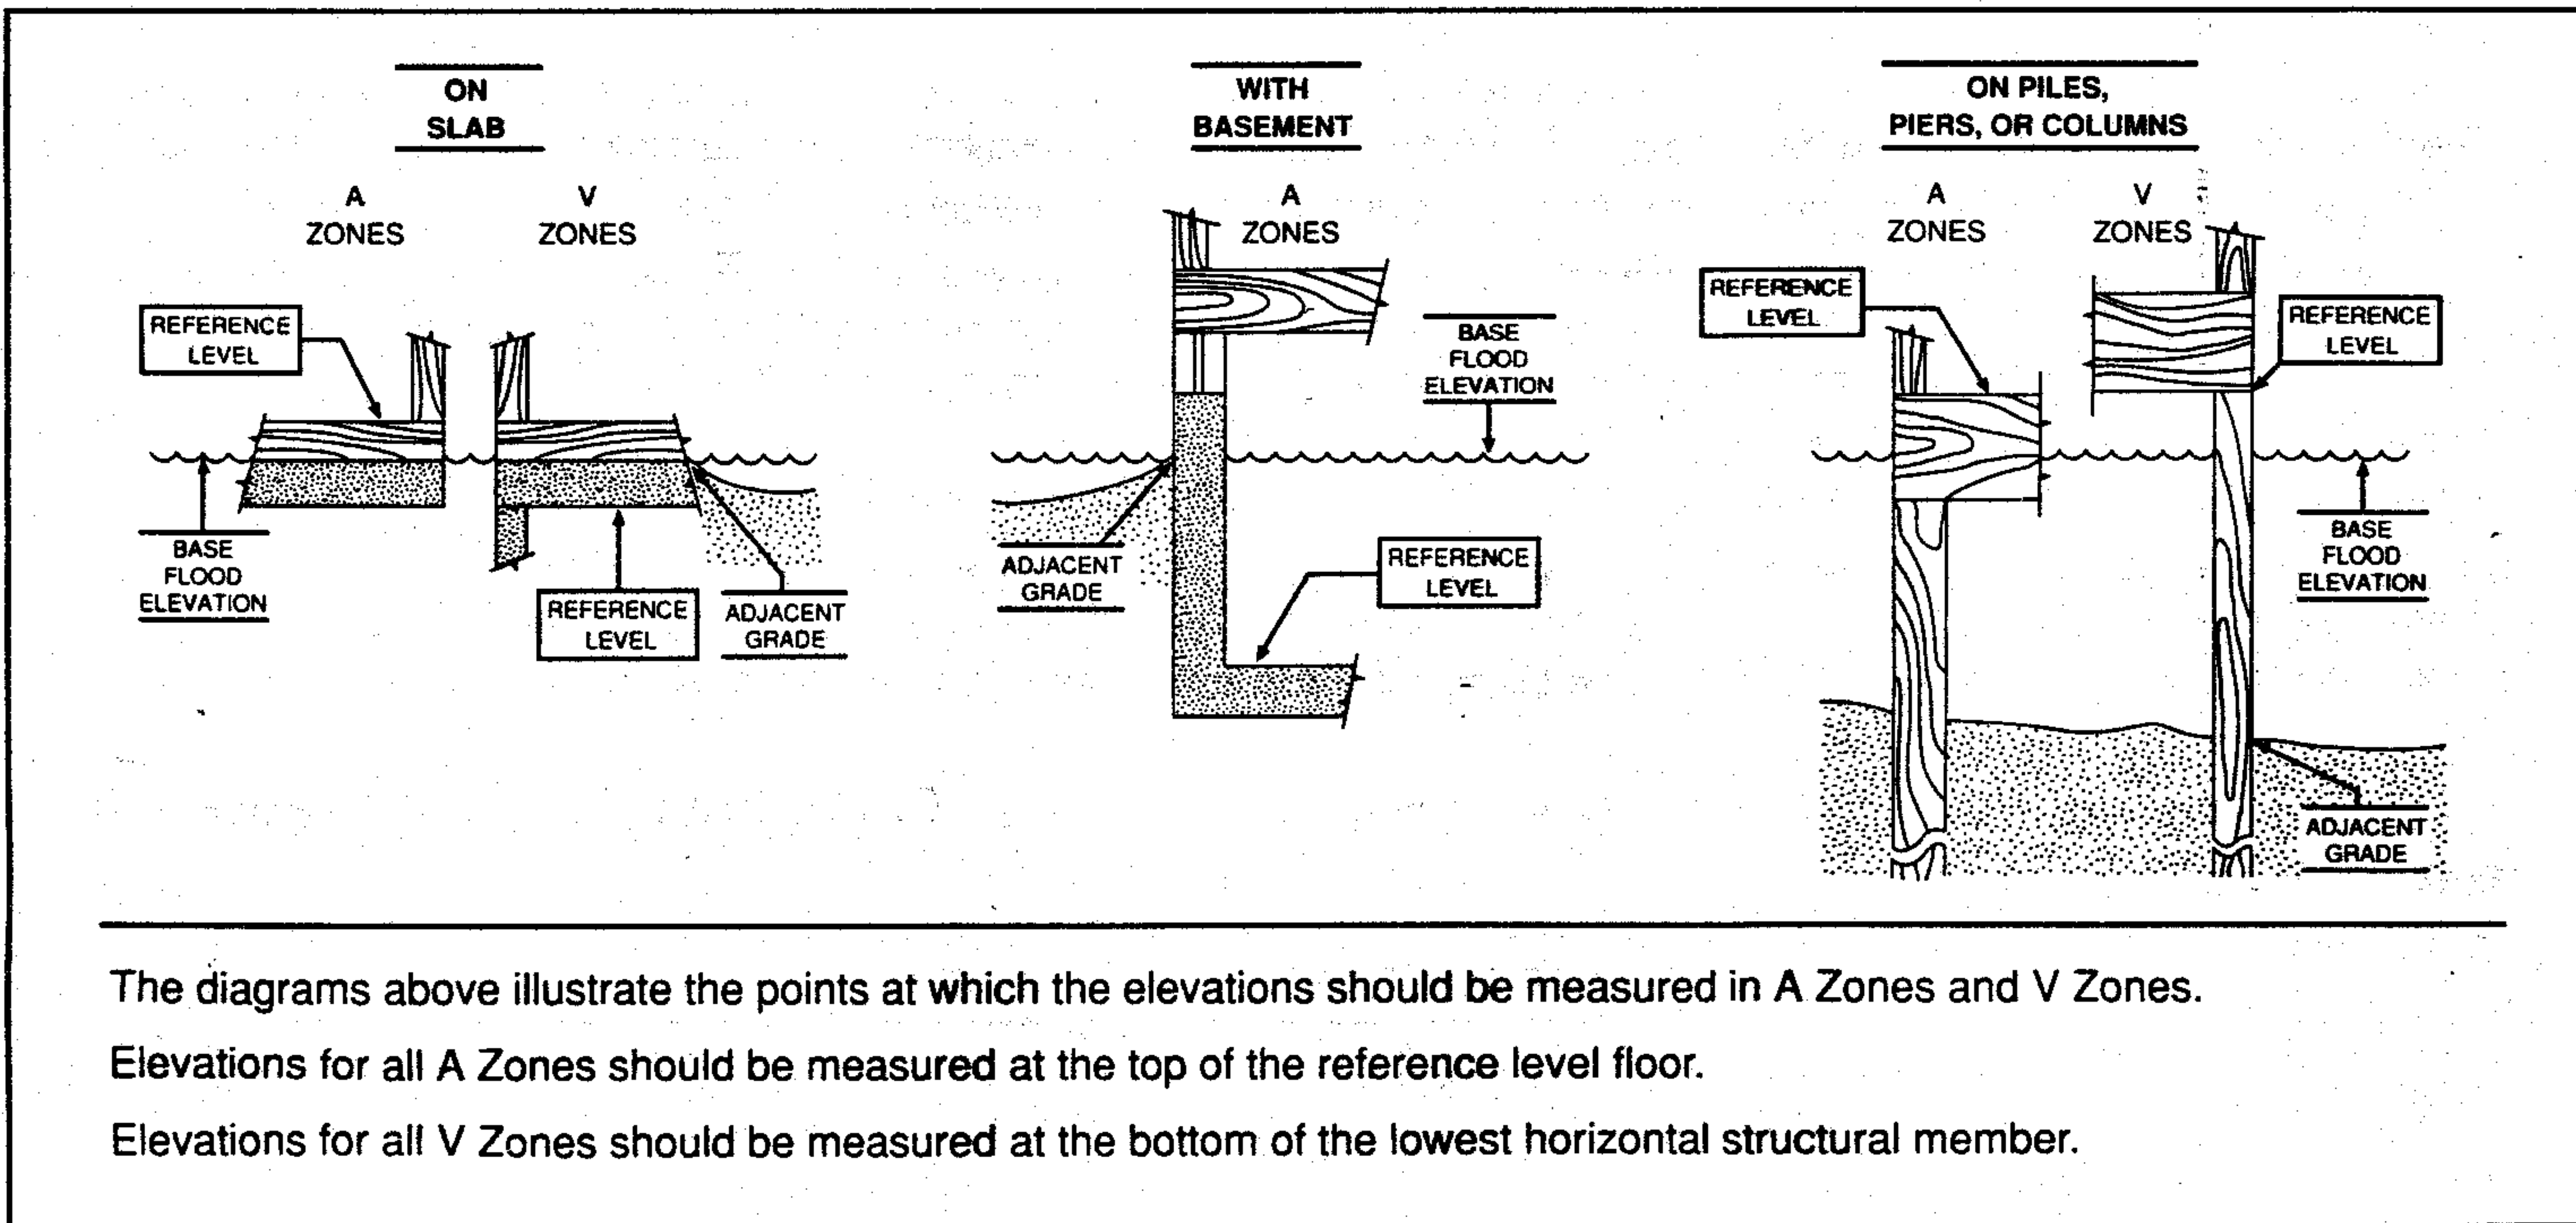 ON
SLAB
A
ZONES
V
ZONES
REFERENCE
LEVEL
BASE
FLOOD
ELEVATION
REFERENCE
LEVEL
ADJACENT
GRADE
WITH
BASEMENT
A
ZONES
BASE
FLOOD
ELEVATION
ADJACENT
GRADE
REFERENCE
LEVEL
ON PILES,
PIERS, OR COLUMNS
A
ZONES
V
ZONES
REFERENCE
LEVEL
REFERENCE
LEVEL
BASE
FLOOD
ELEVATION
ADJACENT
GRADE
The diagrams above illustrate the points at which the elevations should be measured in A Zones and V Zones.
Elevations for all A Zones should be measured at the top of the reference level floor.
Elevations for all V Zones should be measured at the bottom of the lowest horizontal structural member.